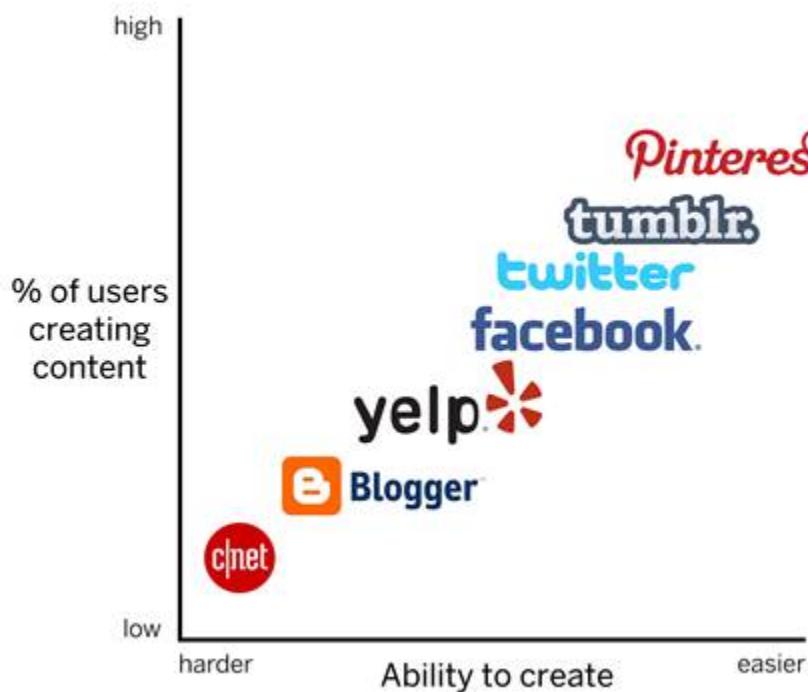 high
Pinteres
tumblr.
twitter
% of users
creating
content
facebook.
yelp
Blogger
c|net
low
harder
Ability to create
easier